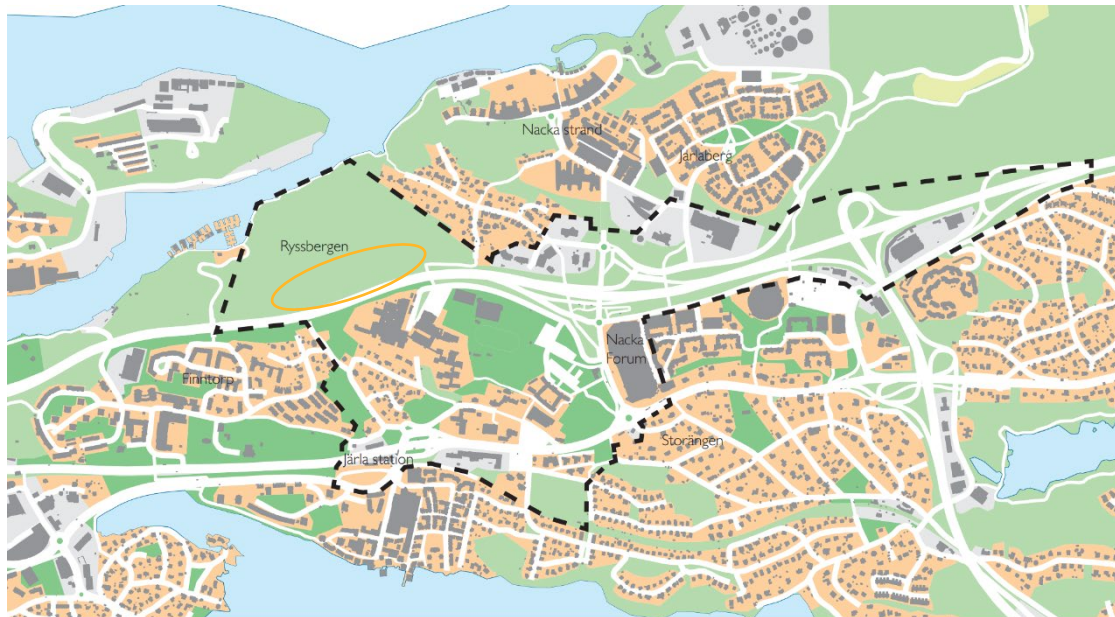 Nacka strand
Jarlaberg
Ryssbergen
Nacka
Forum
Finntorp
Storängen
Järla station